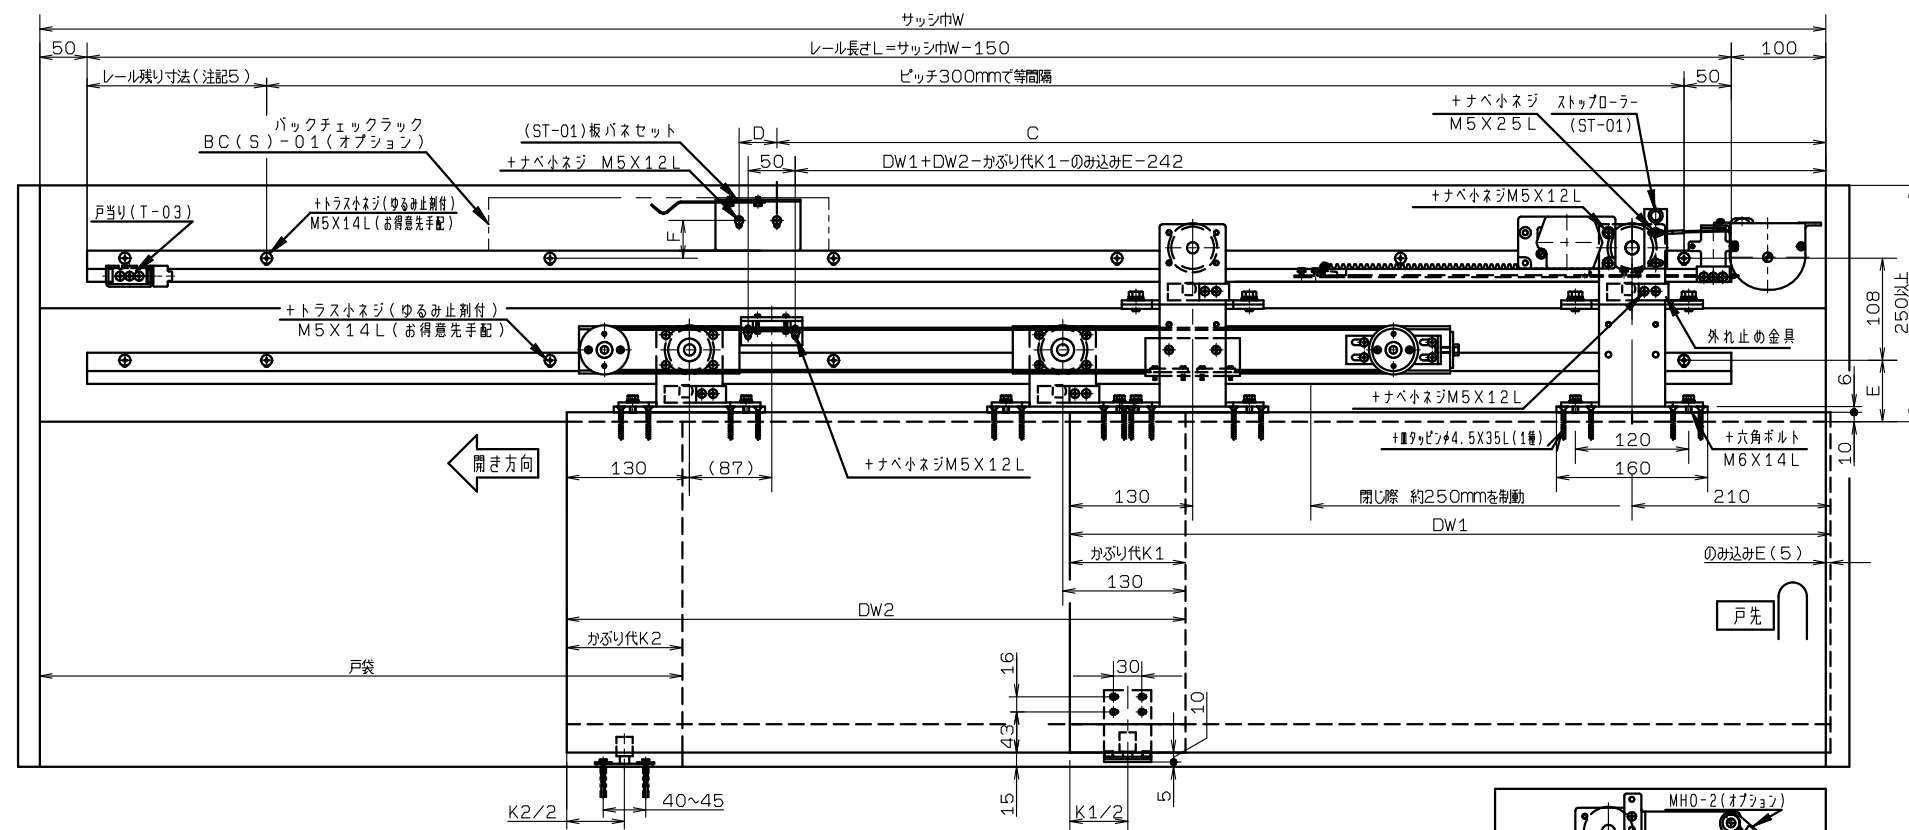 サッシ巾W
50
レール長さL=サッシ巾W-150
100
レール残り寸法(注記5)
ピッチ300mmで等間隔
50
バックチェックラック
BC(S)-01(オプション)
(ST-01)板バネセット
+ナベ小ネジ M5X12L
D
C
50
DW1+DW2-かぶり代K1-のみ込みE-242
+ナベ小ネジ
M5X25L
ストップローラー
(ST-01)
戸当り(T-03)
+トラス小ネジ(ゆるみ止剤付)
M5X14L(お得意先手配)
F
+ナベ小ネジM5X12L
+トラス小ネジ(ゆるみ止剤付)
M5X14L(お得意先手配)
108
250以上
外れ止め金具
6
E
10
+ナベ小ネジM5X12L
開き方向
130
(87)
+ナベ小ネジM5X12L
+皿タッピンφ4.5X35L(1種)
120
+六角ボルト
M6X14L
160
130
閉じ際 約250mmを制動
210
DW1
かぶり代K1
のみ込みE(5)
130
DW2
戸先
かぶり代K2
戸袋
16
30
10
43
15
5
K2/2
40~45
K1/2
MHO-2(オプション)